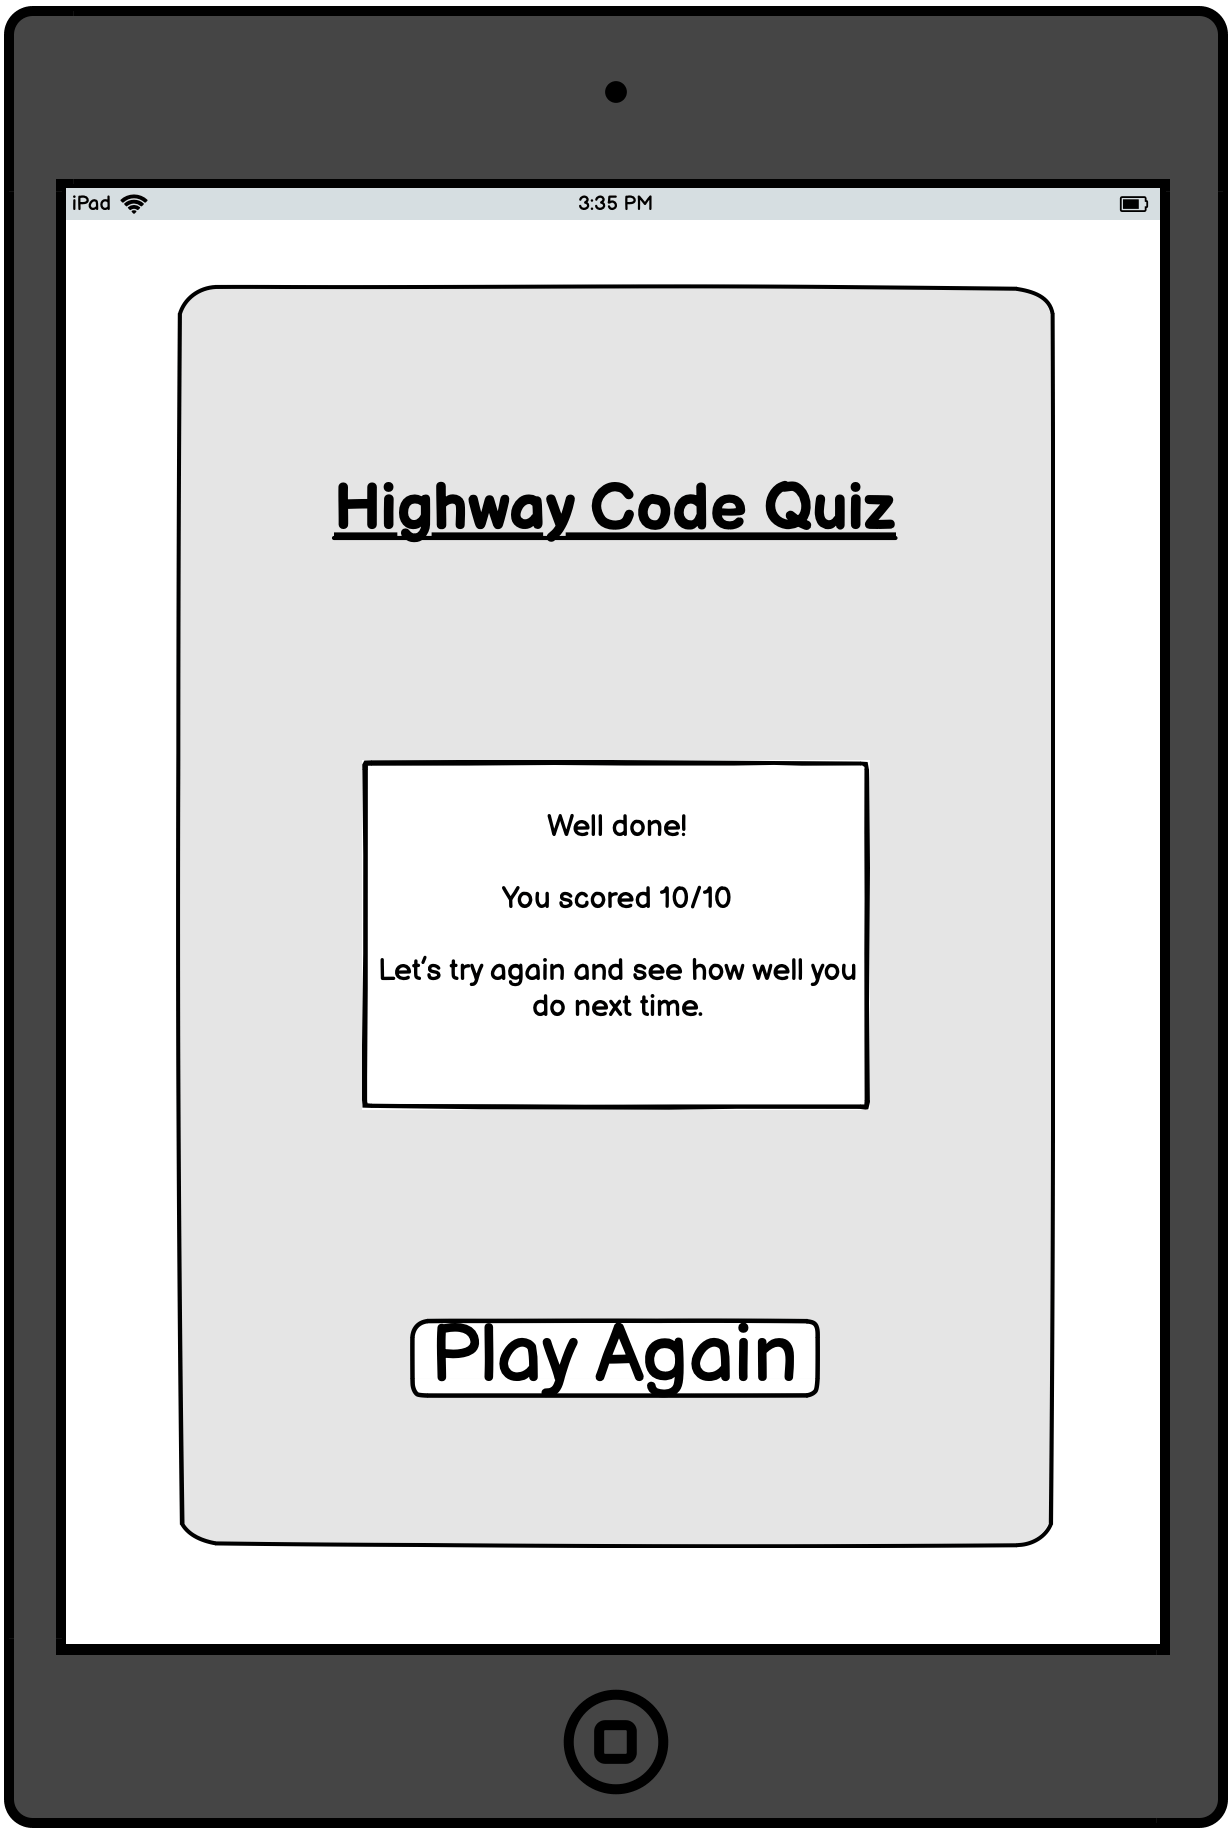 iPad 3:35 PM
Highway Code Quiz
Well done!
You scored 10/10
Let's try again and see how well you
do next time.
Play Again